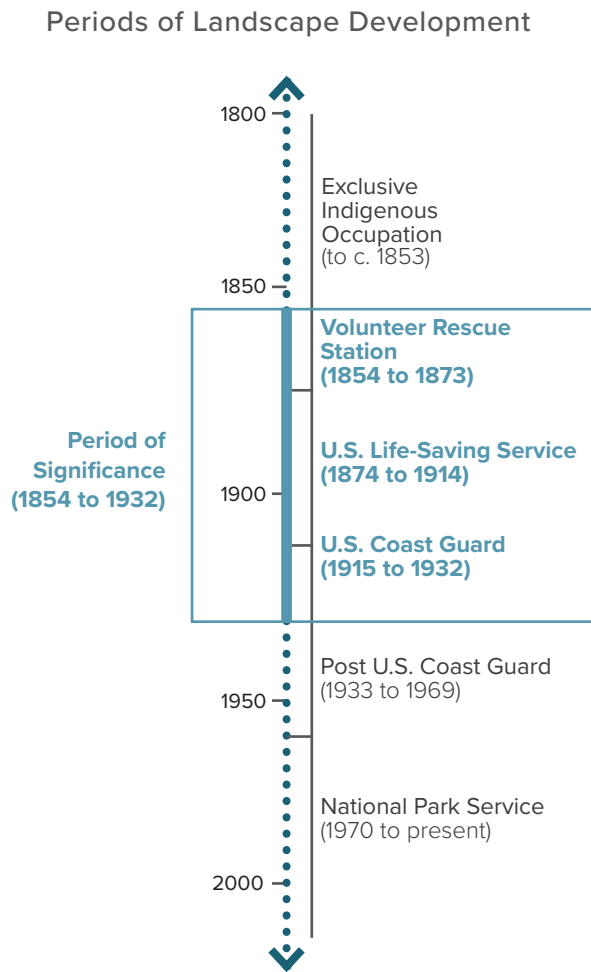 Periods of Landscape Development
1800
Exclusive
Indigenous
Occupation
(to c. 1853)
1850
Volunteer Rescue
Station
(1854 to 1873)
Period of
Significance
(1854 to 1932)
U.S. Life-Saving Service
(1874 to 1914)
1900
U.S. Coast Guard
(1915 to 1932)
Post U.S. Coast Guard
(1933 to 1969)
1950
National Park Service
(1970 to present)
2000